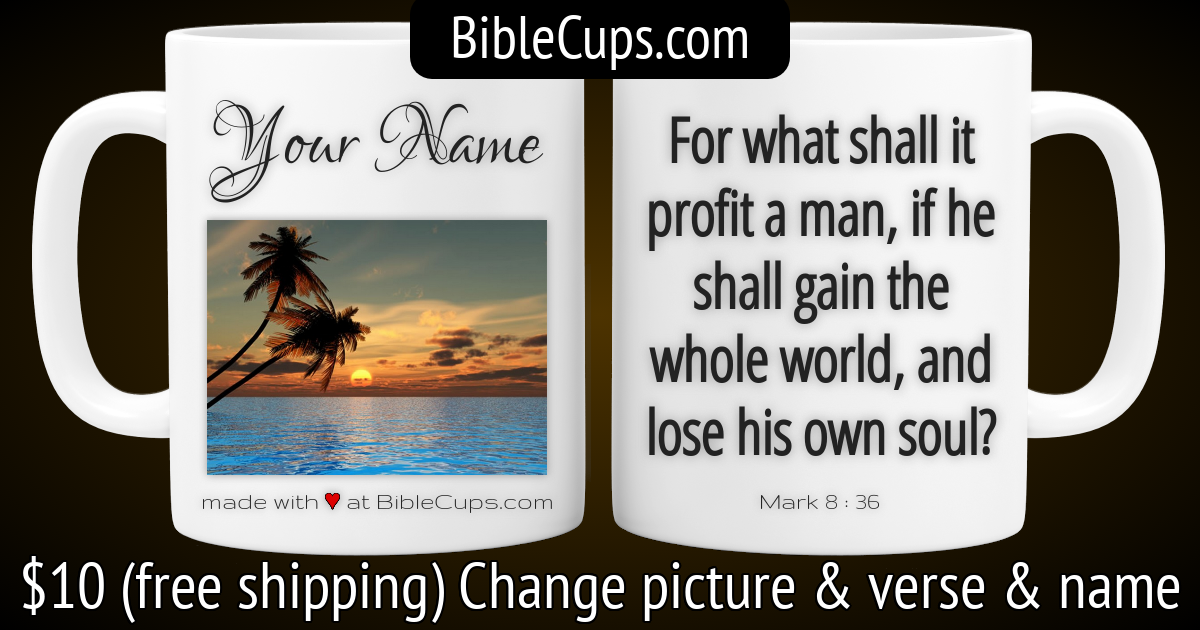 BibleCups.com
Your Name
made with ♥ at BibleCups.com
For what shall it
profit a man, if he
shall gain the
whole world, and
lose his own soul?
Mark 8 : 36
$10 (free shipping) Change picture & verse & name